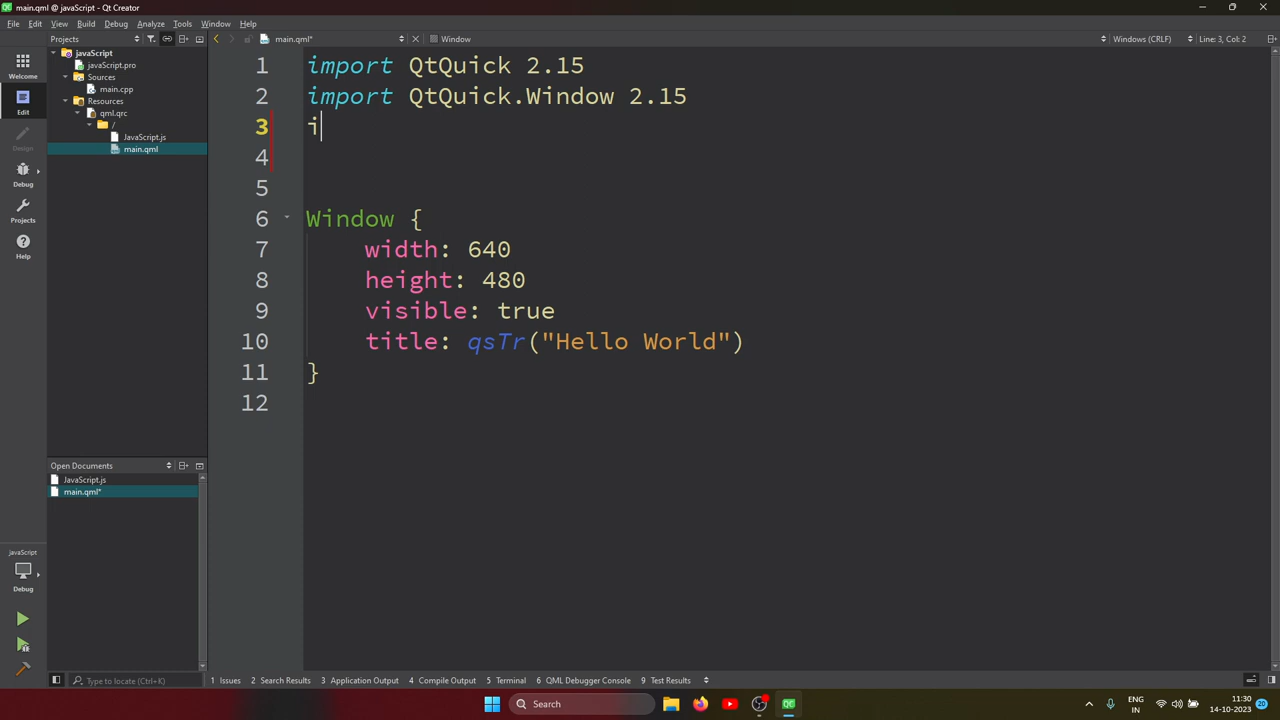 main.qml* @ javaScript - Qt Creator
File Edit View Build Debug Analyze Tools Window Help
Projects
main.qml*
Window
Windows (CRLF)
Line: 3, Col: 2
Welcome
Edit
Design
Debug
Projects
Help
javaScript
javaScript.pro
Sources
main.cpp
Resources
qml.qrc
/
JavaScript.js
main.qml
1 import QtQuick 2.15
2 import QtQuick.Window 2.15
3 i
4
5
6 Window {
7 width: 640
8 height: 480
9 visible: true
10 title: qsTr("Hello World")
11 }
12
Open Documents
JavaScript.js
main.qml*
javaScript
Debug
Type to locate (Ctrl+K)
1 Issues 2 Search Results 3 Application Output 4 Compile Output 5 Terminal 6 QML Debugger Console 9 Test Results
Search
ENG
IN
11:30
14-10-2023
20